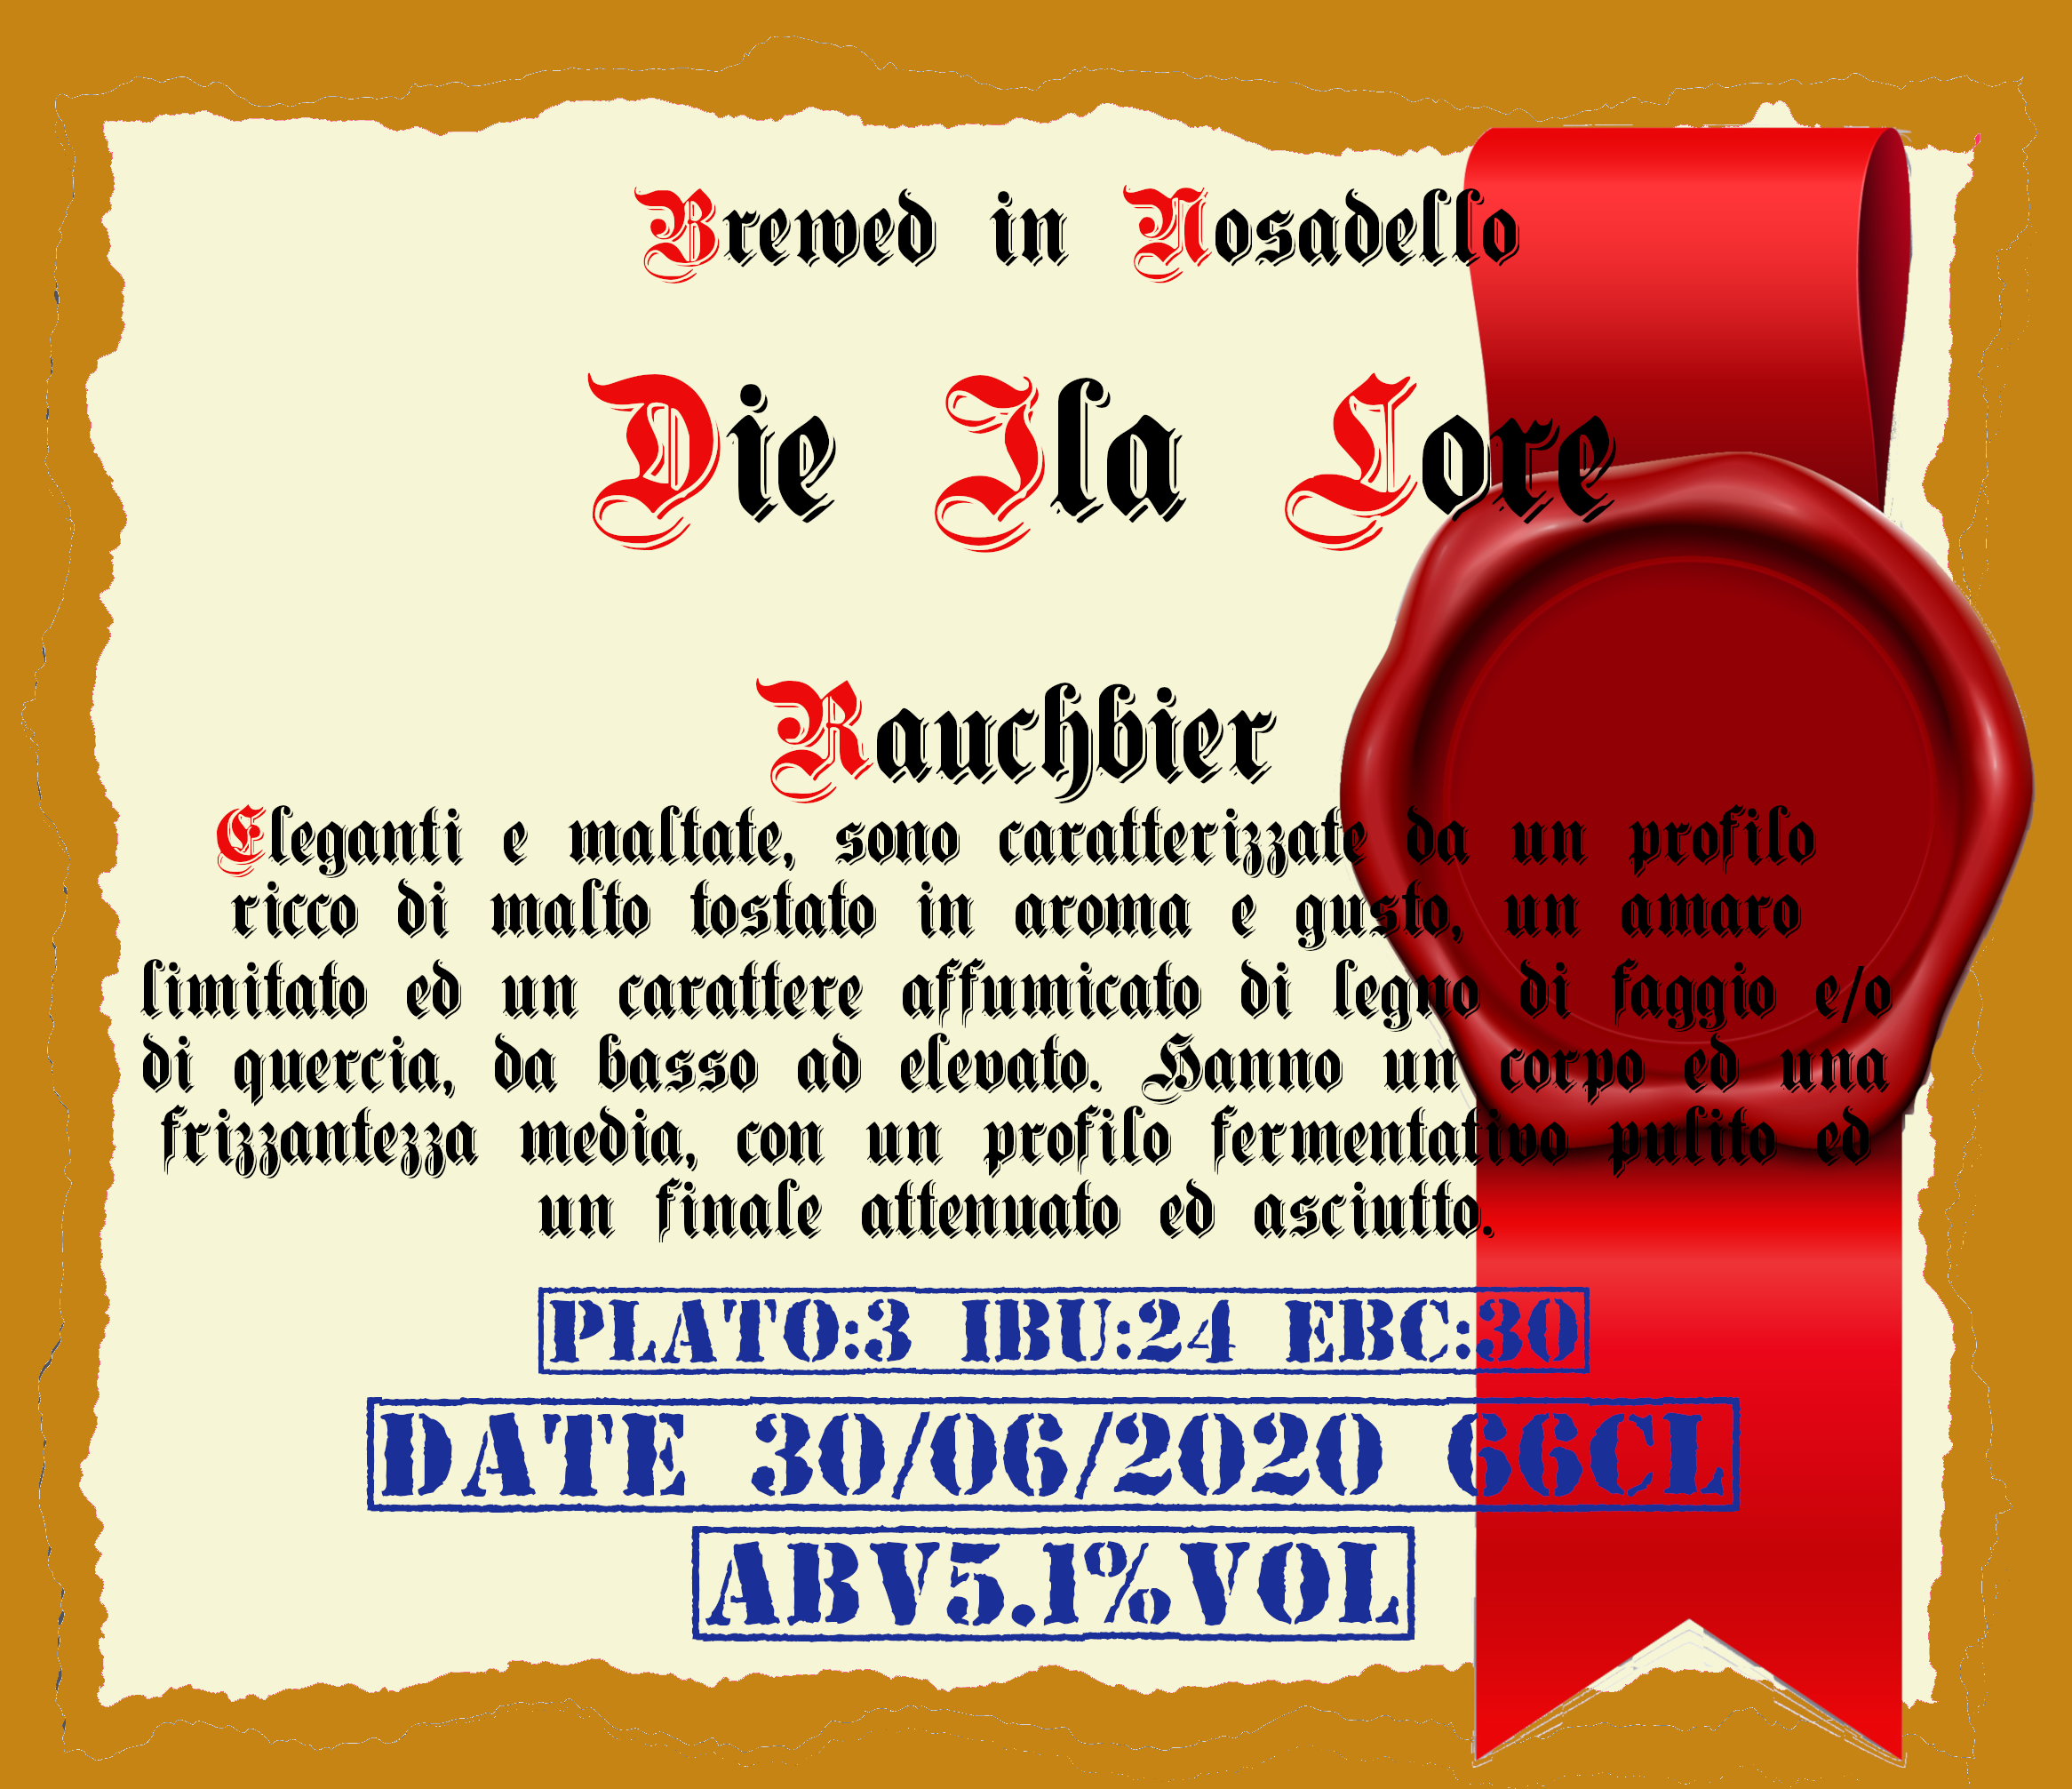 Brewed in Nosadello
Die Ila Lore
Rauchbier
Eleganti e maltate, sono caratterizzate da un profilo
ricco di malto tostato in aroma e gusto, un amaro
limitato ed un carattere affumicato di legno di faggio e/o
di quercia, da basso ad elevato. Hanno un corpo ed una
frizzantezza media, con un profilo fermentativo pulito ed
un finale attenuato ed asciutto.
PLATO:3 IBU:24 EBC:30
DATE 30/06/2020 66CL
ABV5.1%VOL